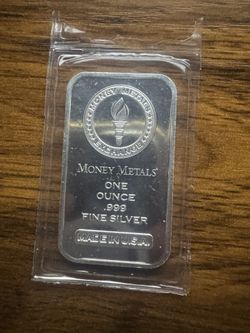 MONEY METALS
EXCHANGE
MONEY METALS®
ONE
OUNCE
.999
FINE SILVER
MADE IN U.S.A.